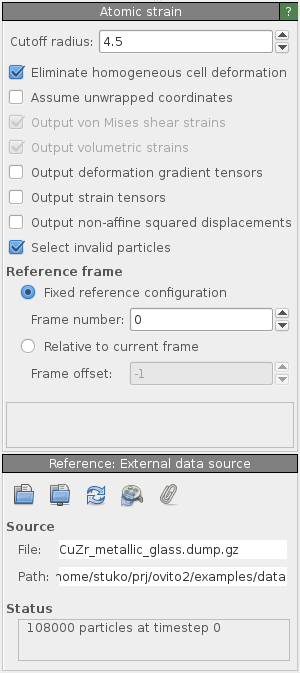 Atomic strain ?
Cutoff radius: 4.5
Eliminate homogeneous cell deformation
Assume unwrapped coordinates
Output von Mises shear strains
Output volumetric strains
Output deformation gradient tensors
Output strain tensors
Output non-affine squared displacements
Select invalid particles
Reference frame
Fixed reference configuration
Frame number: 0
Relative to current frame
Frame offset: -1
Reference: External data source
Source
File: CuZr_metallic_glass.dump.gz
Path: home/stuko/prj/ovito2/examples/data
Status
108000 particles at timestep 0